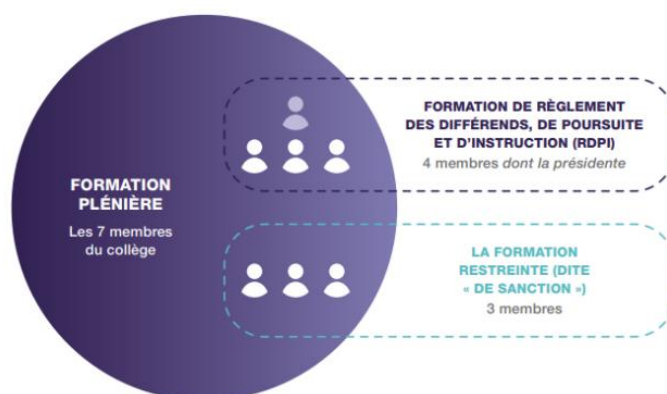 FORMATION
PLÉNIÈRE
Les 7 membres
du collège
FORMATION DE RÈGLEMENT
DES DIFFÉRENDS, DE POURSUITE
ET D'INSTRUCTION (RDPI)
4 membres dont la présidente
LA FORMATION
RESTREINTE (DITE
« DE SANCTION »)
3 membres